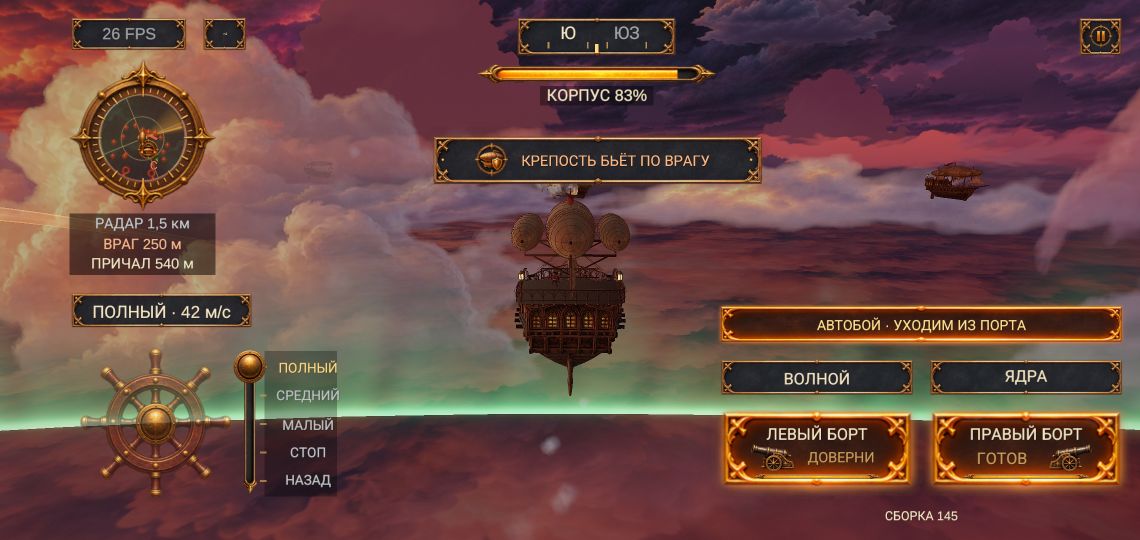 26 FPS
Ю ЮЗ
КОРПУС 83%
КРЕПОСТЬ БЬЁТ ПО ВРАГУ
РАДАР 1,5 км
ВРАГ 250 м
ПРИЧАЛ 540 м
ПОЛНЫЙ · 42 м/с
ПОЛНЫЙ
СРЕДНИЙ
МАЛЫЙ
СТОП
НАЗАД
АВТОБОЙ · УХОДИМ ИЗ ПОРТА
ВОЛНОЙ
ЯДРА
ЛЕВЫЙ БОРТ
ДОВЕРНИ
ПРАВЫЙ БОРТ
ГОТОВ
СБОРКА 145